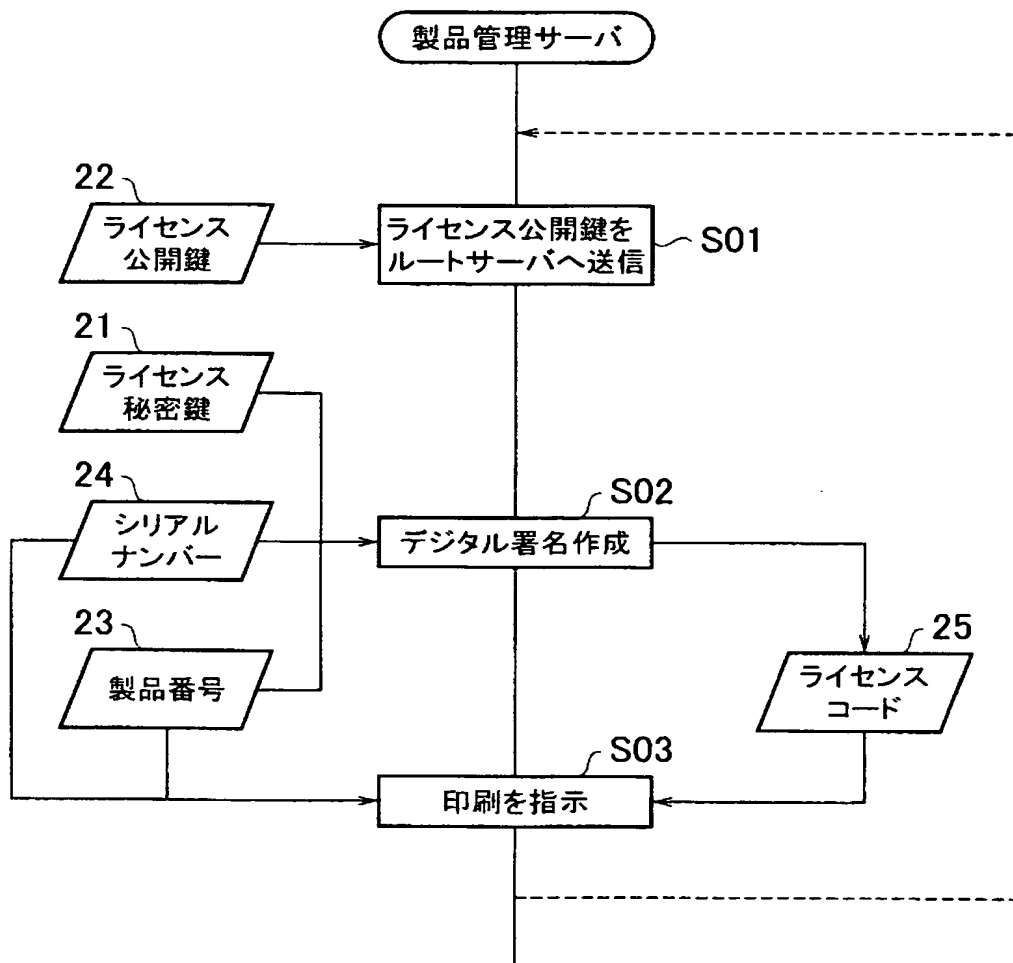 製品管理サーバ
22
ライセンス
公開鍵
ライセンス公開鍵を
ルートサーバへ送信
S01
21
ライセンス
秘密鍵
24
シリアル
ナンバー
S02
デジタル署名作成
23
製品番号
25
ライセンス
コード
S03
印刷を指示